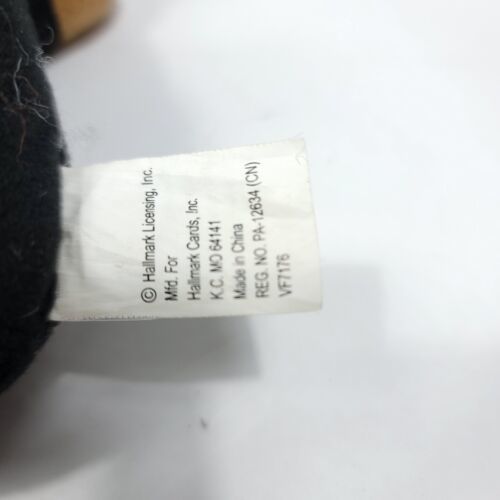 © Hallmark Licensing, Inc.
Mfd. For
Hallmark Cards, Inc.
K.C. MO 64141
Made in China
REG. NO. PA-12634 (CN)
VF7176